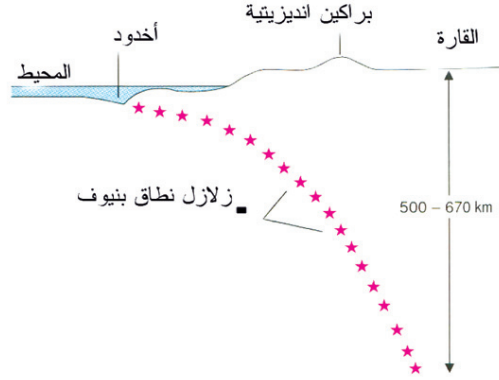 براكين انديزيتية
القارة
أخدود
المحيط
زلازل نطاق بنيوف
500 – 670 km